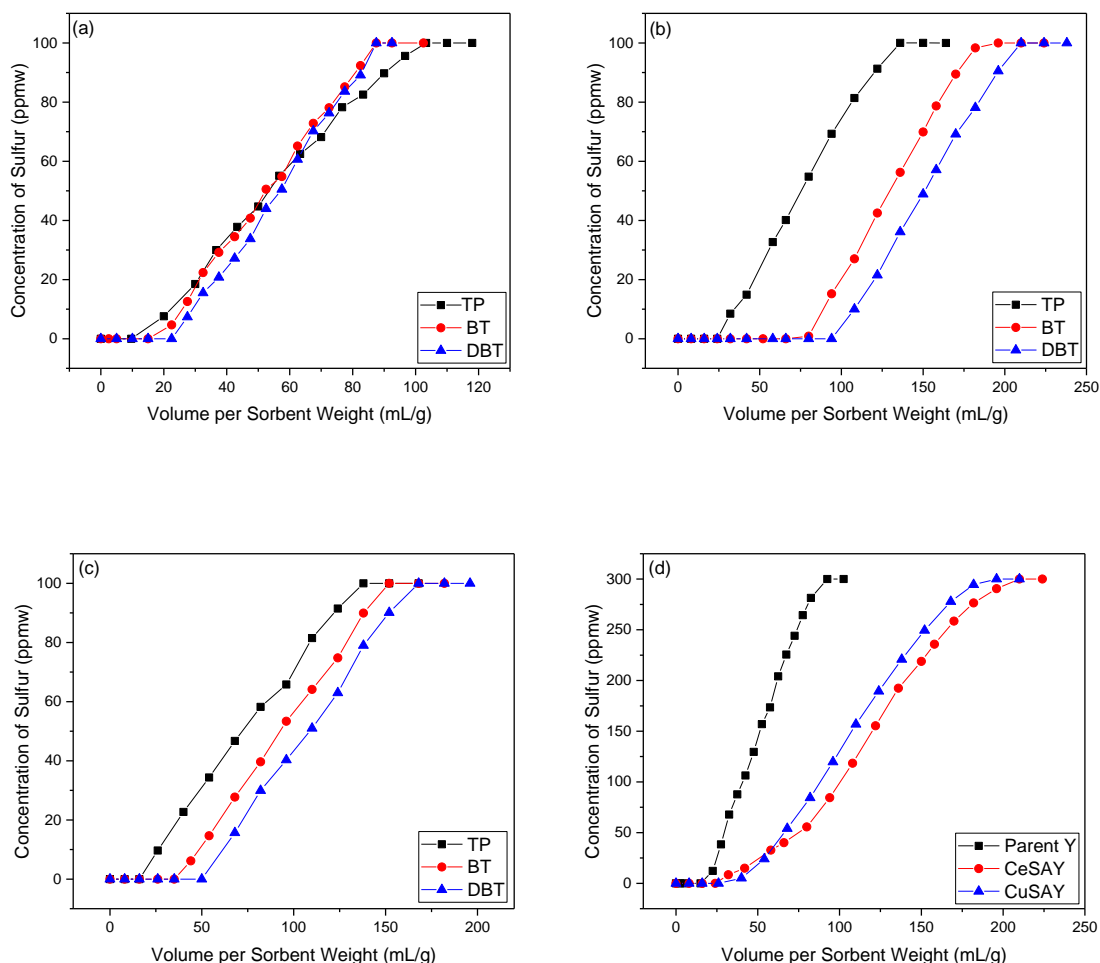 (a)
Concentration of Sulfur (ppmw)
100
80
60
40
20
0
TP
BT
DBT
0 20 40 60 80 100 120
Volume per Sorbent Weight (mL/g)
(b)
Concentration of Sulfur (ppmw)
100
80
60
40
20
0
TP
BT
DBT
0 50 100 150 200 250
Volume per Sorbent Weight (mL/g)
(c)
Concentration of Sulfur (ppmw)
100
80
60
40
20
0
TP
BT
DBT
0 50 100 150 200
Volume per Sorbent Weight (mL/g)
(d)
Concentration of Sulfur (ppmw)
300
250
200
150
100
50
0
Parent Y
CeSAY
CuSAY
0 50 100 150 200 250
Volume per Sorbent Weight (mL/g)